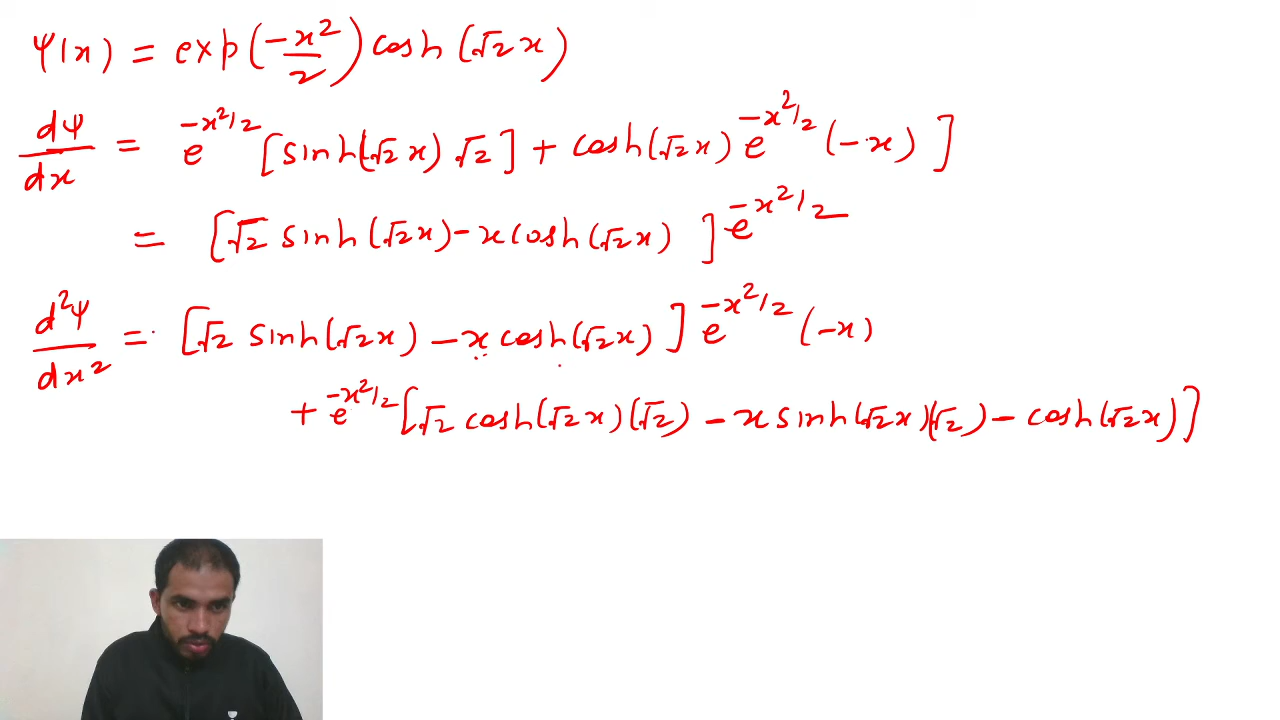 ψ(x) = exp(-x²/2) cosh(√2 x)
dψ/dx = e^{-x²/2} [sinh(√2 x) √2] + cosh(√2 x) e^{-x²/2} (-x) ]
= [√2 sinh(√2 x) - x cosh(√2 x) ] e^{-x²/2}
d²ψ/dx² = [√2 sinh(√2 x) - x cosh(√2 x) ] e^{-x²/2} (-x)
+ e^{-x²/2} [√2 cosh(√2 x)(√2) - x sinh(√2 x)(√2) - cosh(√2 x)]